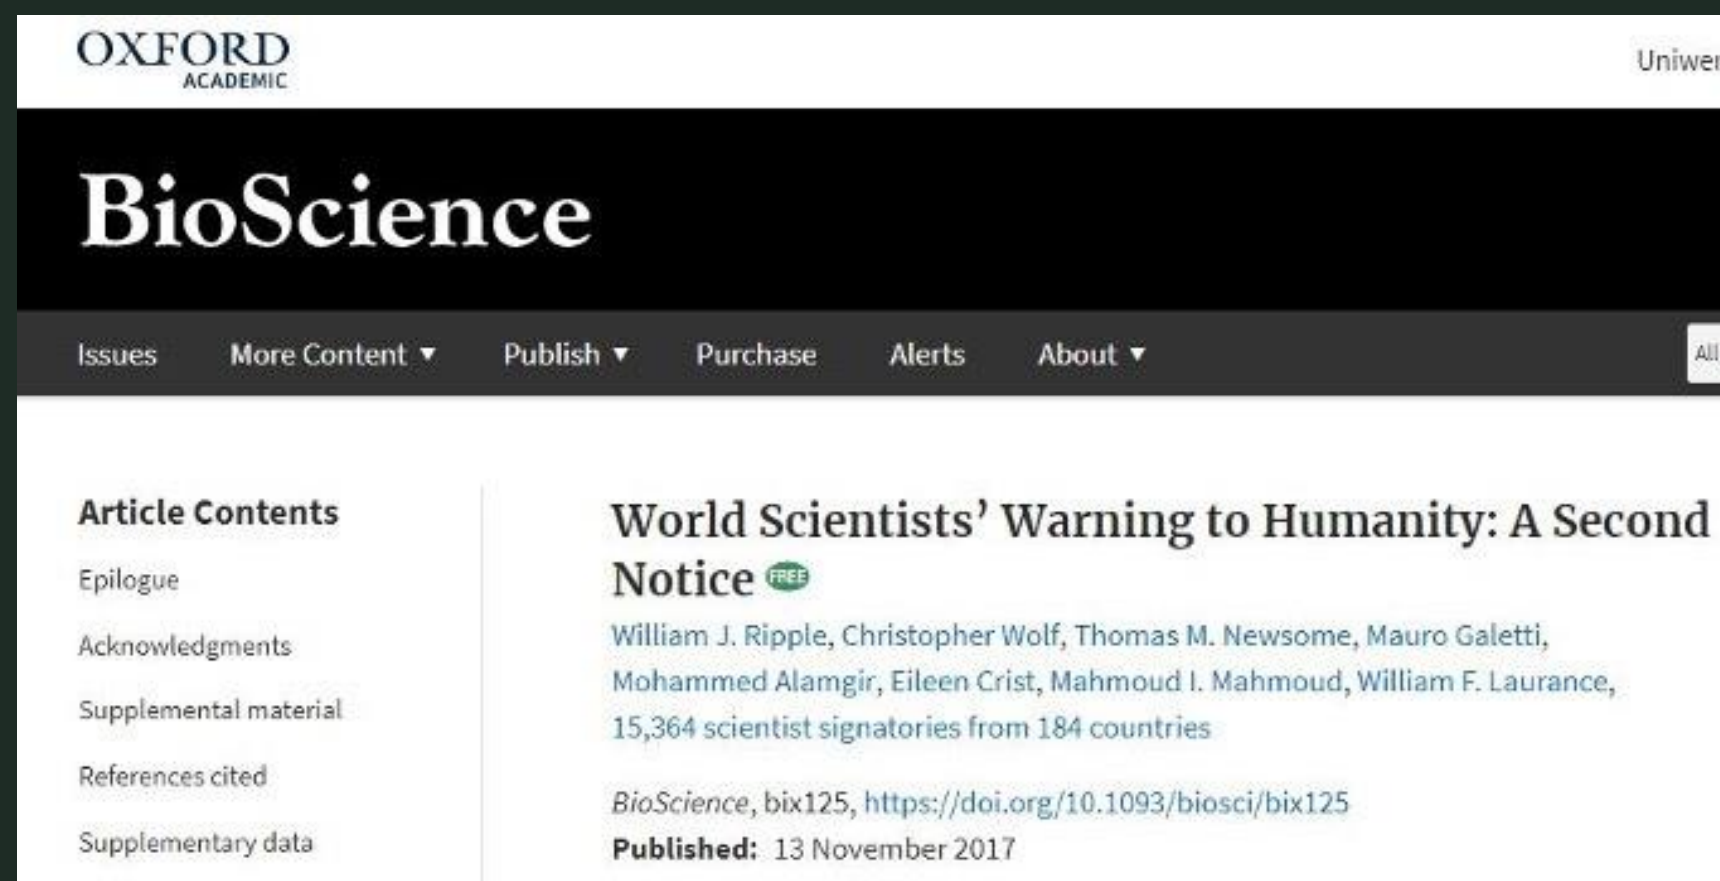 OXFORD
ACADEMIC
BioScience
Issues More Content Publish Purchase Alerts About All
Article Contents
Epilogue
Acknowledgments
Supplemental material
References cited
Supplementary data
World Scientists’ Warning to Humanity: A Second
Notice FREE
William J. Ripple, Christopher Wolf, Thomas M. Newsome, Mauro Galetti,
Mohammed Alamgir, Eileen Crist, Mahmoud I. Mahmoud, William F. Laurance,
15,364 scientist signatories from 184 countries
BioScience, bix125, https://doi.org/10.1093/biosci/bix125
Published: 13 November 2017